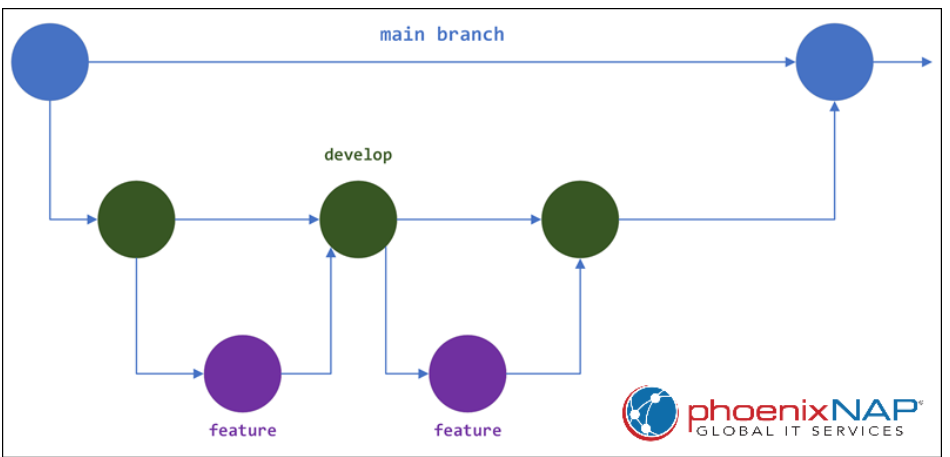 main branch
develop
feature
feature
phoenixNAP®
GLOBAL IT SERVICES